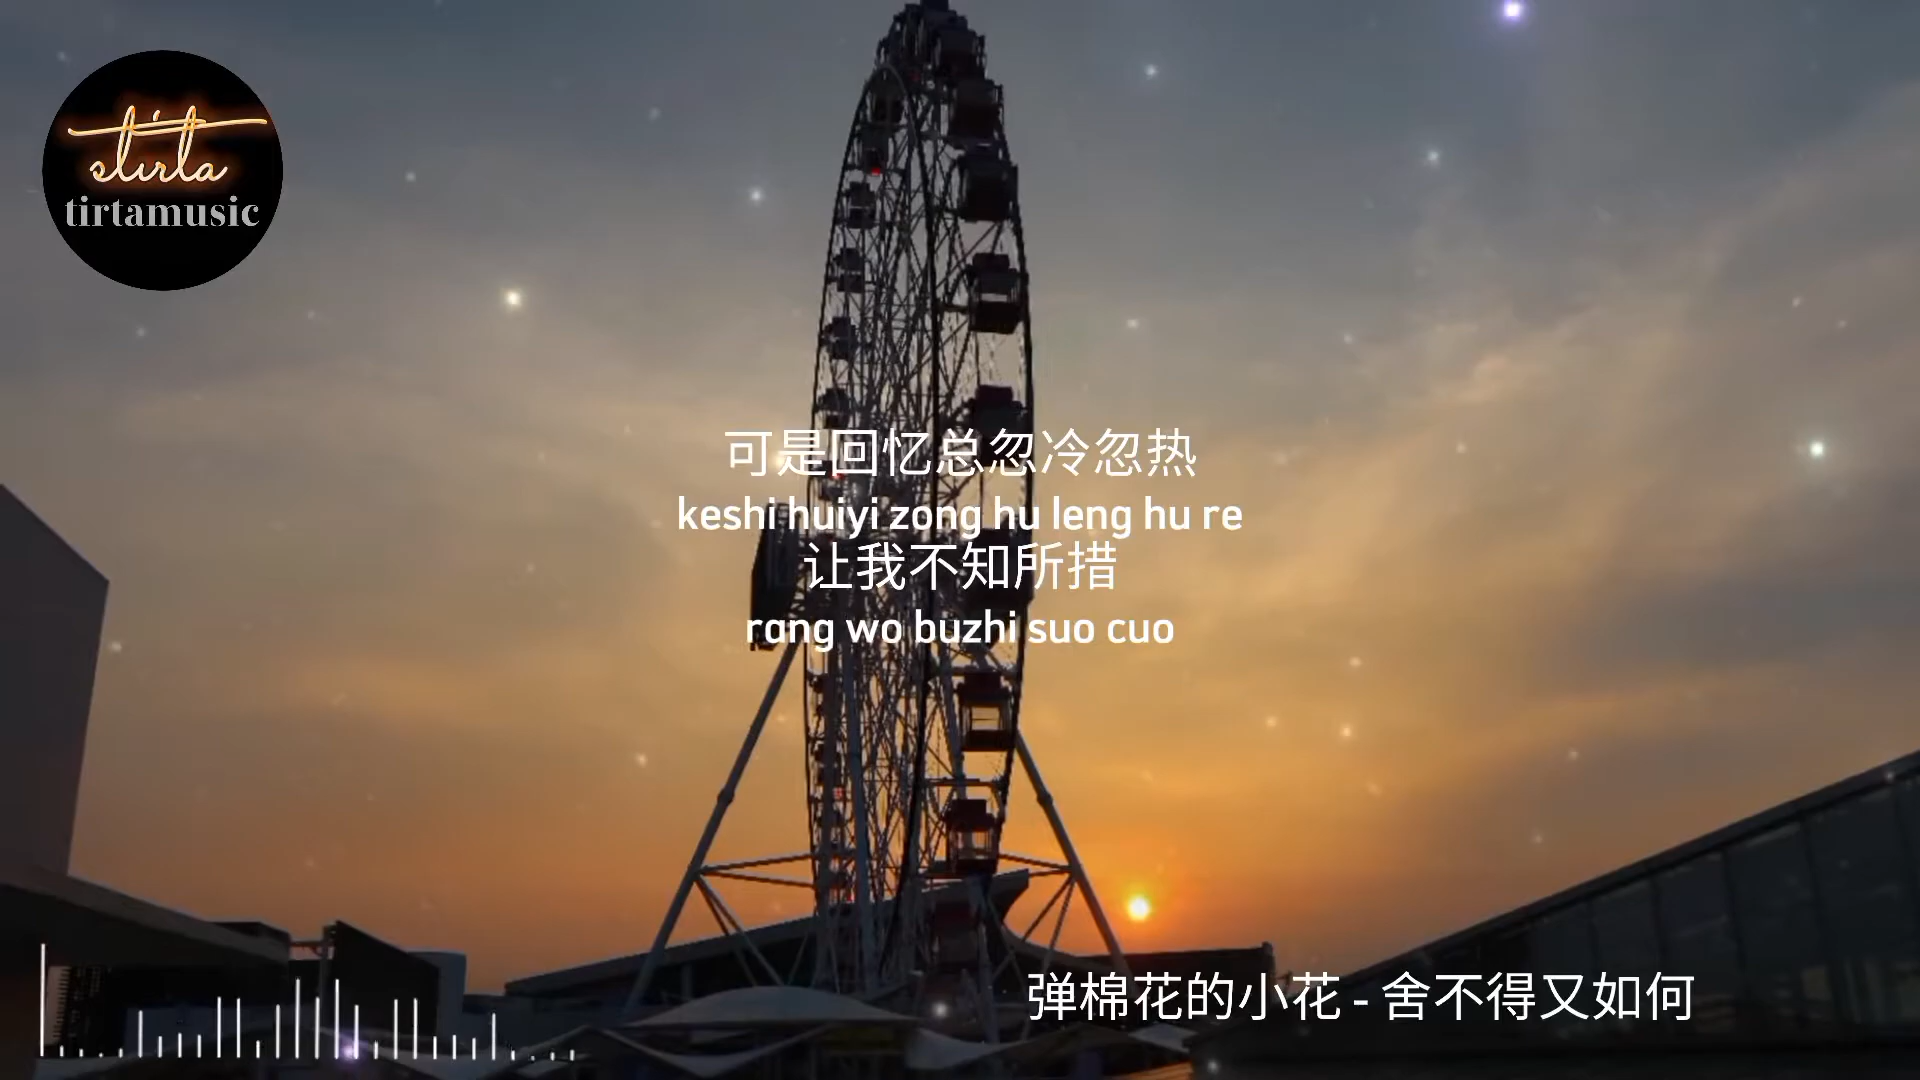 tirta
tirtamusic
可是回忆总忽冷忽热
keshi huiyi zong hu leng hu re
让我不知所措
rang wo buzhi suo cuo
弹棉花的小花 - 舍不得又如何